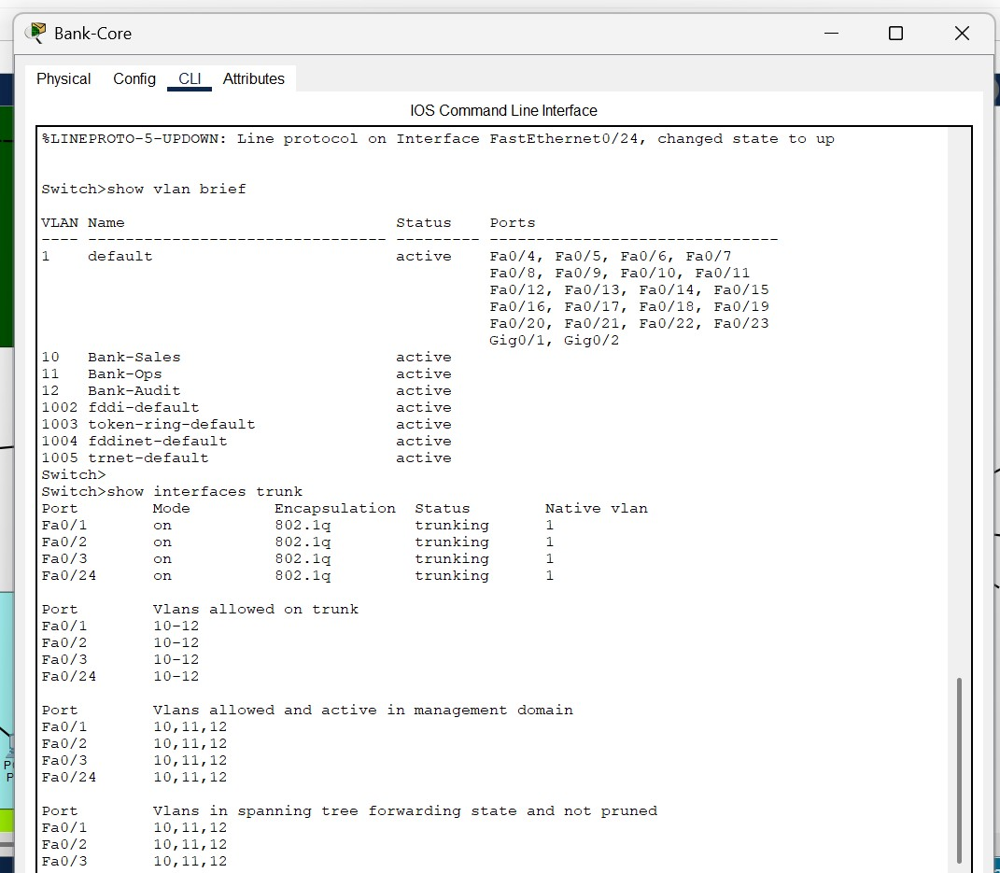 Bank-Core
Physical Config CLI Attributes
IOS Command Line Interface
%LINEPROTO-5-UPDOWN: Line protocol on Interface FastEthernet0/24, changed state to up
Switch>show vlan brief
VLAN Name                             Status    Ports
---- -------------------------------- --------- -------------------------------
1    default                          active    Fa0/4, Fa0/5, Fa0/6, Fa0/7
                                                Fa0/8, Fa0/9, Fa0/10, Fa0/11
                                                Fa0/12, Fa0/13, Fa0/14, Fa0/15
                                                Fa0/16, Fa0/17, Fa0/18, Fa0/19
                                                Fa0/20, Fa0/21, Fa0/22, Fa0/23
                                                Gig0/1, Gig0/2
10   Bank-Sales                       active
11   Bank-Ops                         active
12   Bank-Audit                       active
1002 fddi-default                     active
1003 token-ring-default               active
1004 fddinet-default                  active
1005 trnet-default                    active
Switch>
Switch>show interfaces trunk
Port        Mode         Encapsulation  Status        Native vlan
Fa0/1       on           802.1q         trunking      1
Fa0/2       on           802.1q         trunking      1
Fa0/3       on           802.1q         trunking      1
Fa0/24      on           802.1q         trunking      1
Port        Vlans allowed on trunk
Fa0/1       10-12
Fa0/2       10-12
Fa0/3       10-12
Fa0/24      10-12
Port        Vlans allowed and active in management domain
Fa0/1       10,11,12
Fa0/2       10,11,12
Fa0/3       10,11,12
Fa0/24      10,11,12
Port        Vlans in spanning tree forwarding state and not pruned
Fa0/1       10,11,12
Fa0/2       10,11,12
Fa0/3       10,11,12